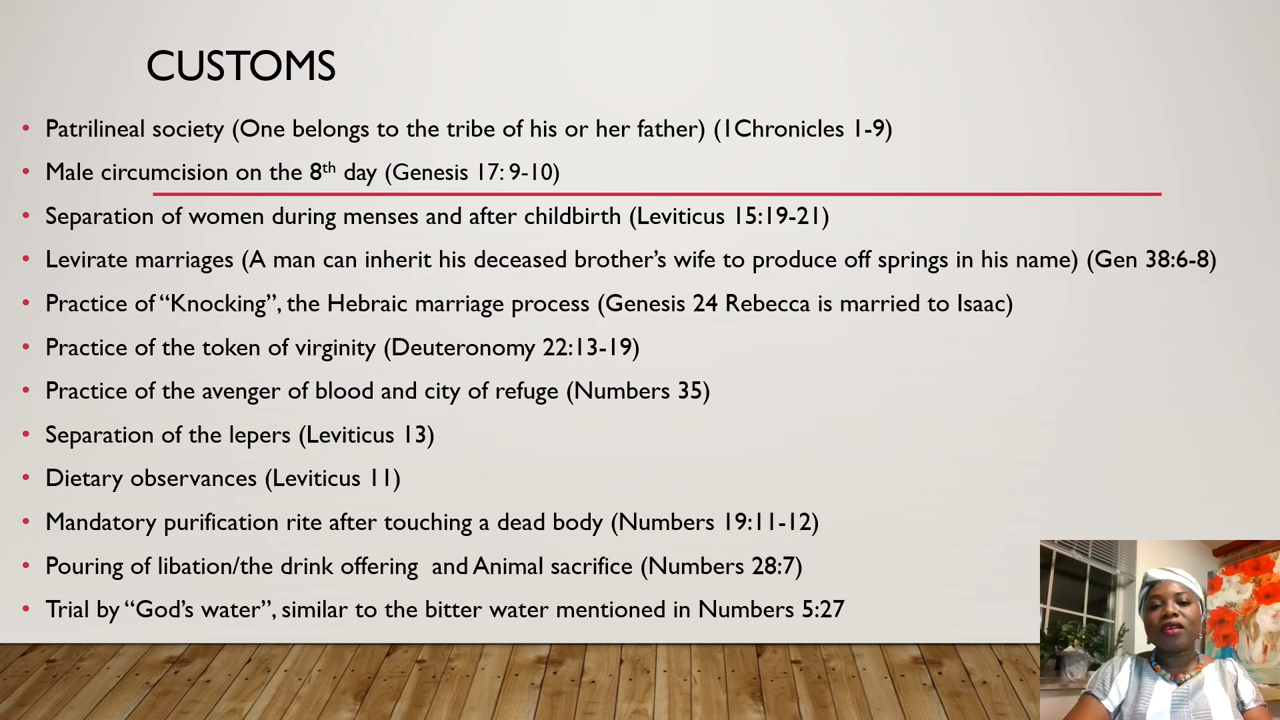 CUSTOMS
• Patrilineal society (One belongs to the tribe of his or her father) (1Chronicles 1-9)
• Male circumcision on the 8th day (Genesis 17: 9-10)
• Separation of women during menses and after childbirth (Leviticus 15:19-21)
• Levirate marriages (A man can inherit his deceased brother’s wife to produce off springs in his name) (Gen 38:6-8)
• Practice of “Knocking”, the Hebraic marriage process (Genesis 24 Rebecca is married to Isaac)
• Practice of the token of virginity (Deuteronomy 22:13-19)
• Practice of the avenger of blood and city of refuge (Numbers 35)
• Separation of the lepers (Leviticus 13)
• Dietary observances (Leviticus 11)
• Mandatory purification rite after touching a dead body (Numbers 19:11-12)
• Pouring of libation/the drink offering and Animal sacrifice (Numbers 28:7)
• Trial by “God’s water”, similar to the bitter water mentioned in Numbers 5:27